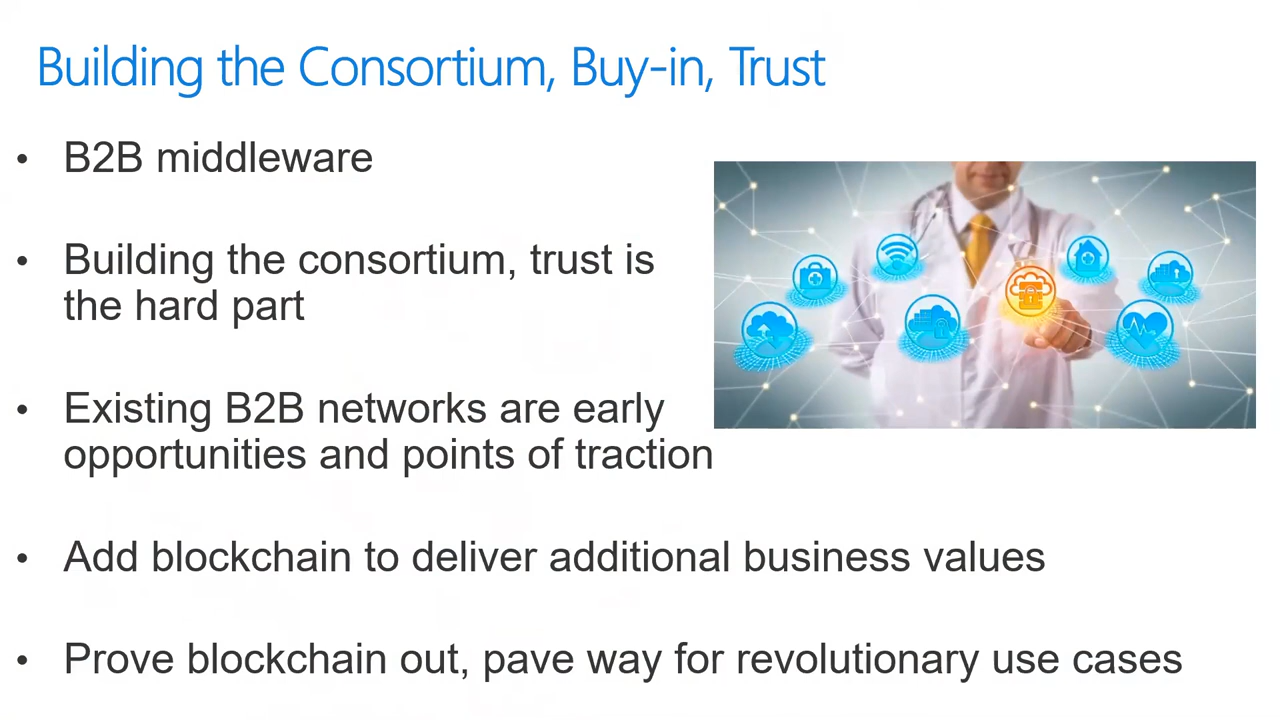 Building the Consortium, Buy-in, Trust
• B2B middleware
• Building the consortium, trust is
the hard part
• Existing B2B networks are early
opportunities and points of traction
• Add blockchain to deliver additional business values
• Prove blockchain out, pave way for revolutionary use cases